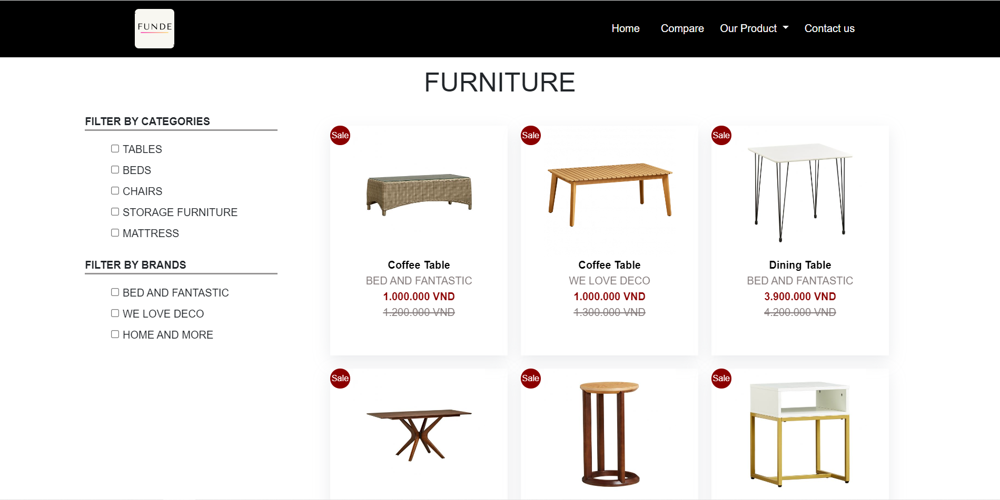 FUNDE
Home Compare Our Product Contact us
FURNITURE
FILTER BY CATEGORIES
TABLES
BEDS
CHAIRS
STORAGE FURNITURE
MATTRESS
FILTER BY BRANDS
BED AND FANTASTIC
WE LOVE DECO
HOME AND MORE
Sale
Coffee Table
BED AND FANTASTIC
1.000.000 VND
1.200.000 VND
Sale
Coffee Table
WE LOVE DECO
1.000.000 VND
1.300.000 VND
Sale
Dining Table
BED AND FANTASTIC
3.900.000 VND
4.200.000 VND
Sale
Sale
Sale